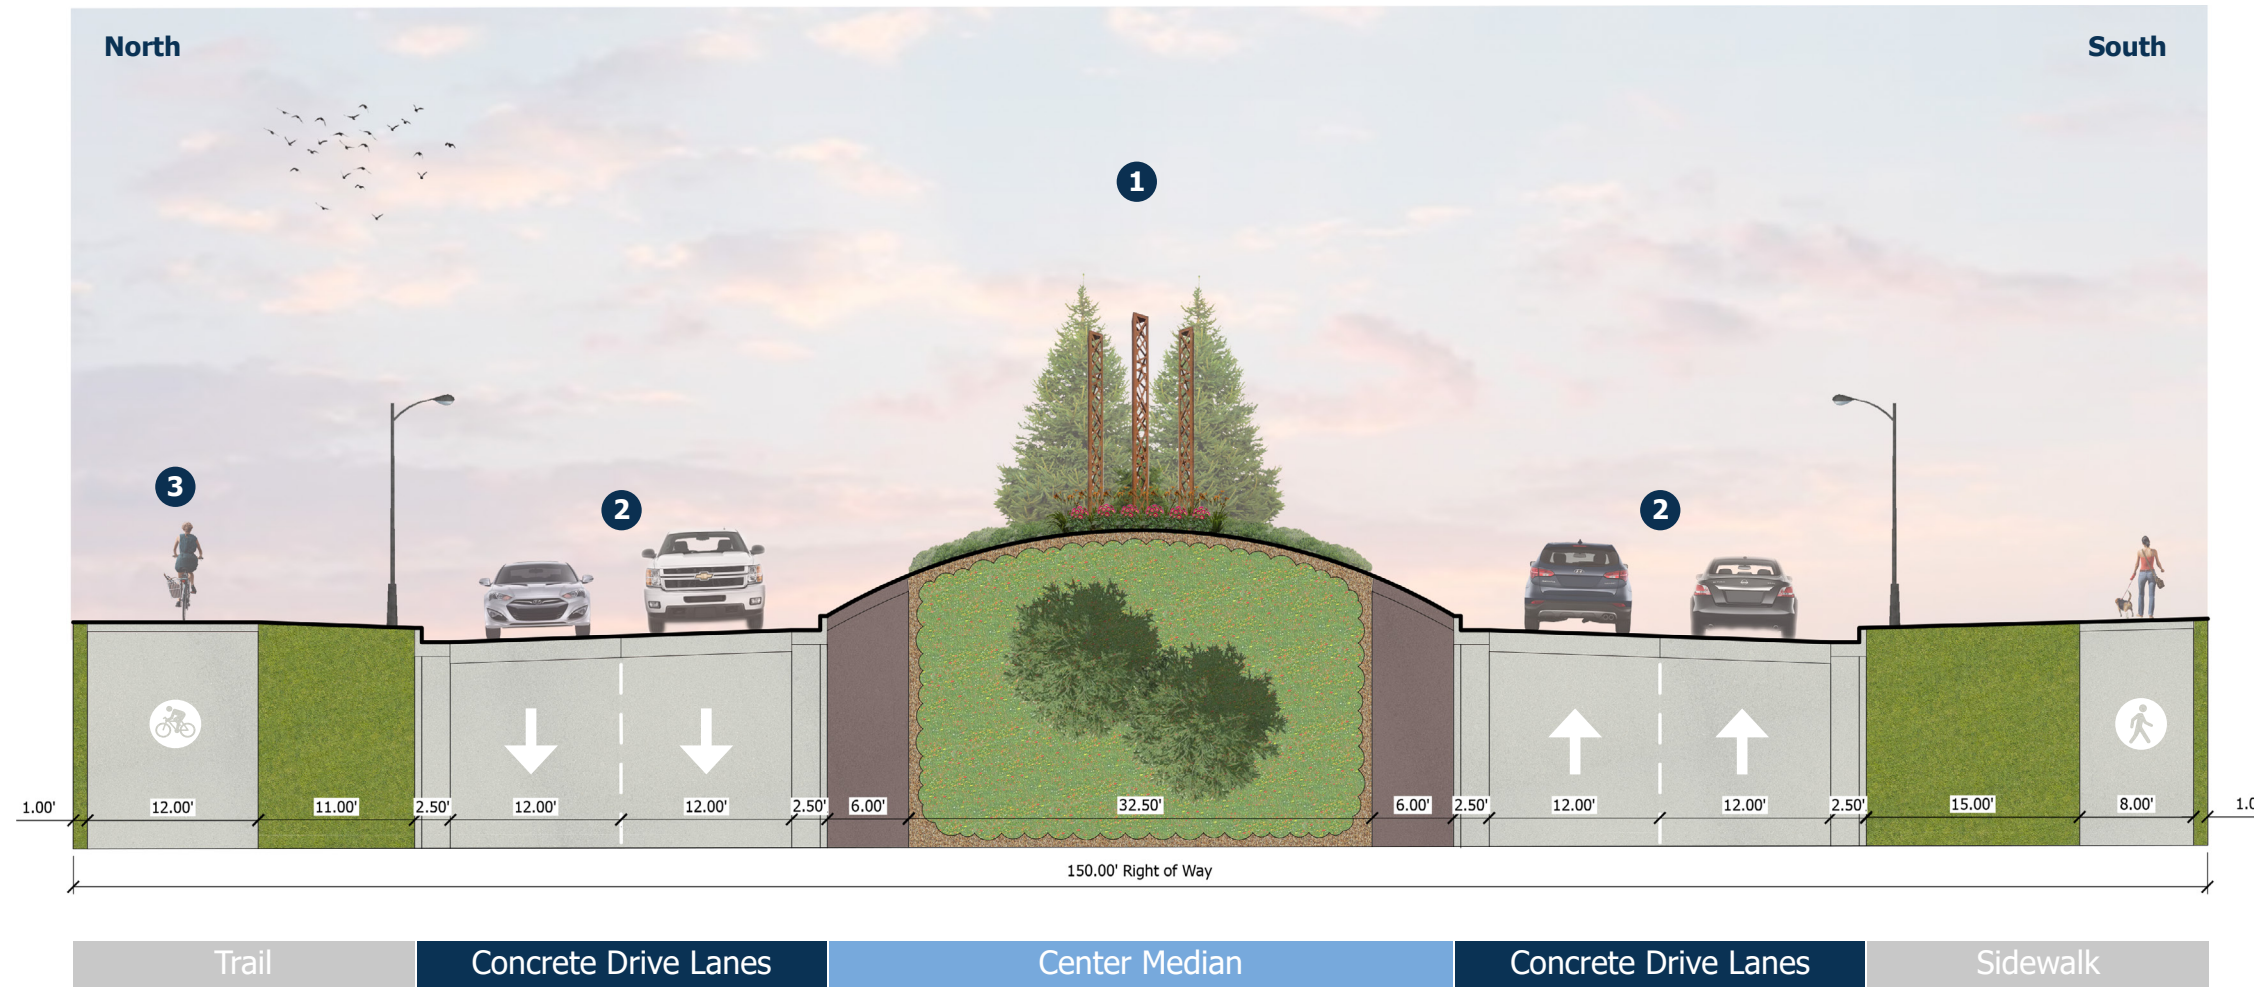 North
South
1
3
2
2
1.00'
12.00'
11.00'
2.50'
12.00'
12.00'
2.50'
6.00'
32.50'
6.00'
2.50'
12.00'
12.00'
2.50'
15.00'
8.00'
150.00' Right of Way
Trail
Concrete Drive Lanes
Center Median
Concrete Drive Lanes
Sidewalk